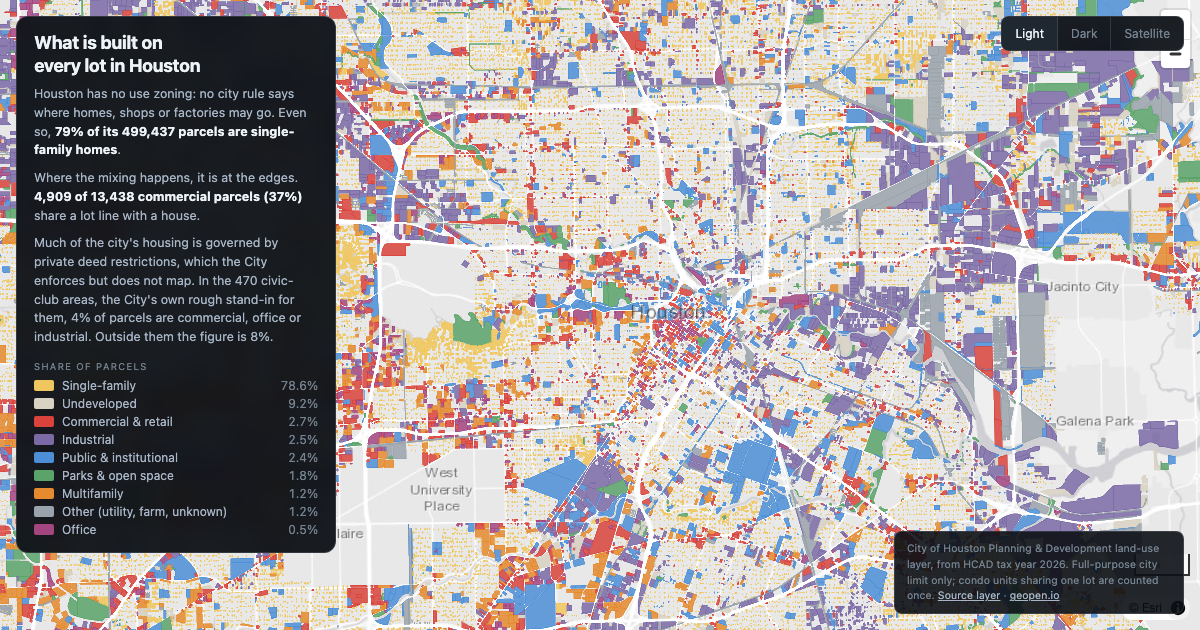 What is built on
every lot in Houston
Houston has no use zoning: no city rule says
where homes, shops or factories may go. Even
so, 79% of its 499,437 parcels are single-
family homes.
Where the mixing happens, it is at the edges.
4,909 of 13,438 commercial parcels (37%)
share a lot line with a house.
Much of the city's housing is governed by
private deed restrictions, which the City
enforces but does not map. In the 470 civic-
club areas, the City's own rough stand-in for
them, 4% of parcels are commercial, office or
industrial. Outside them the figure is 8%.
SHARE OF PARCELS
Single-family 78.6%
Undeveloped 9.2%
Commercial & retail 2.7%
Industrial 2.5%
Public & institutional 2.4%
Parks & open space 1.8%
Multifamily 1.2%
Other (utility, farm, unknown) 1.2%
Office 0.5%
Light Dark Satellite
Houston
Jacinto City
Galena Park
West
University
Place
laire
City of Houston Planning & Development land-use
layer, from HCAD tax year 2026. Full-purpose city
limit only; condo units sharing one lot are counted
once. Source layer · geopen.io
© Esri